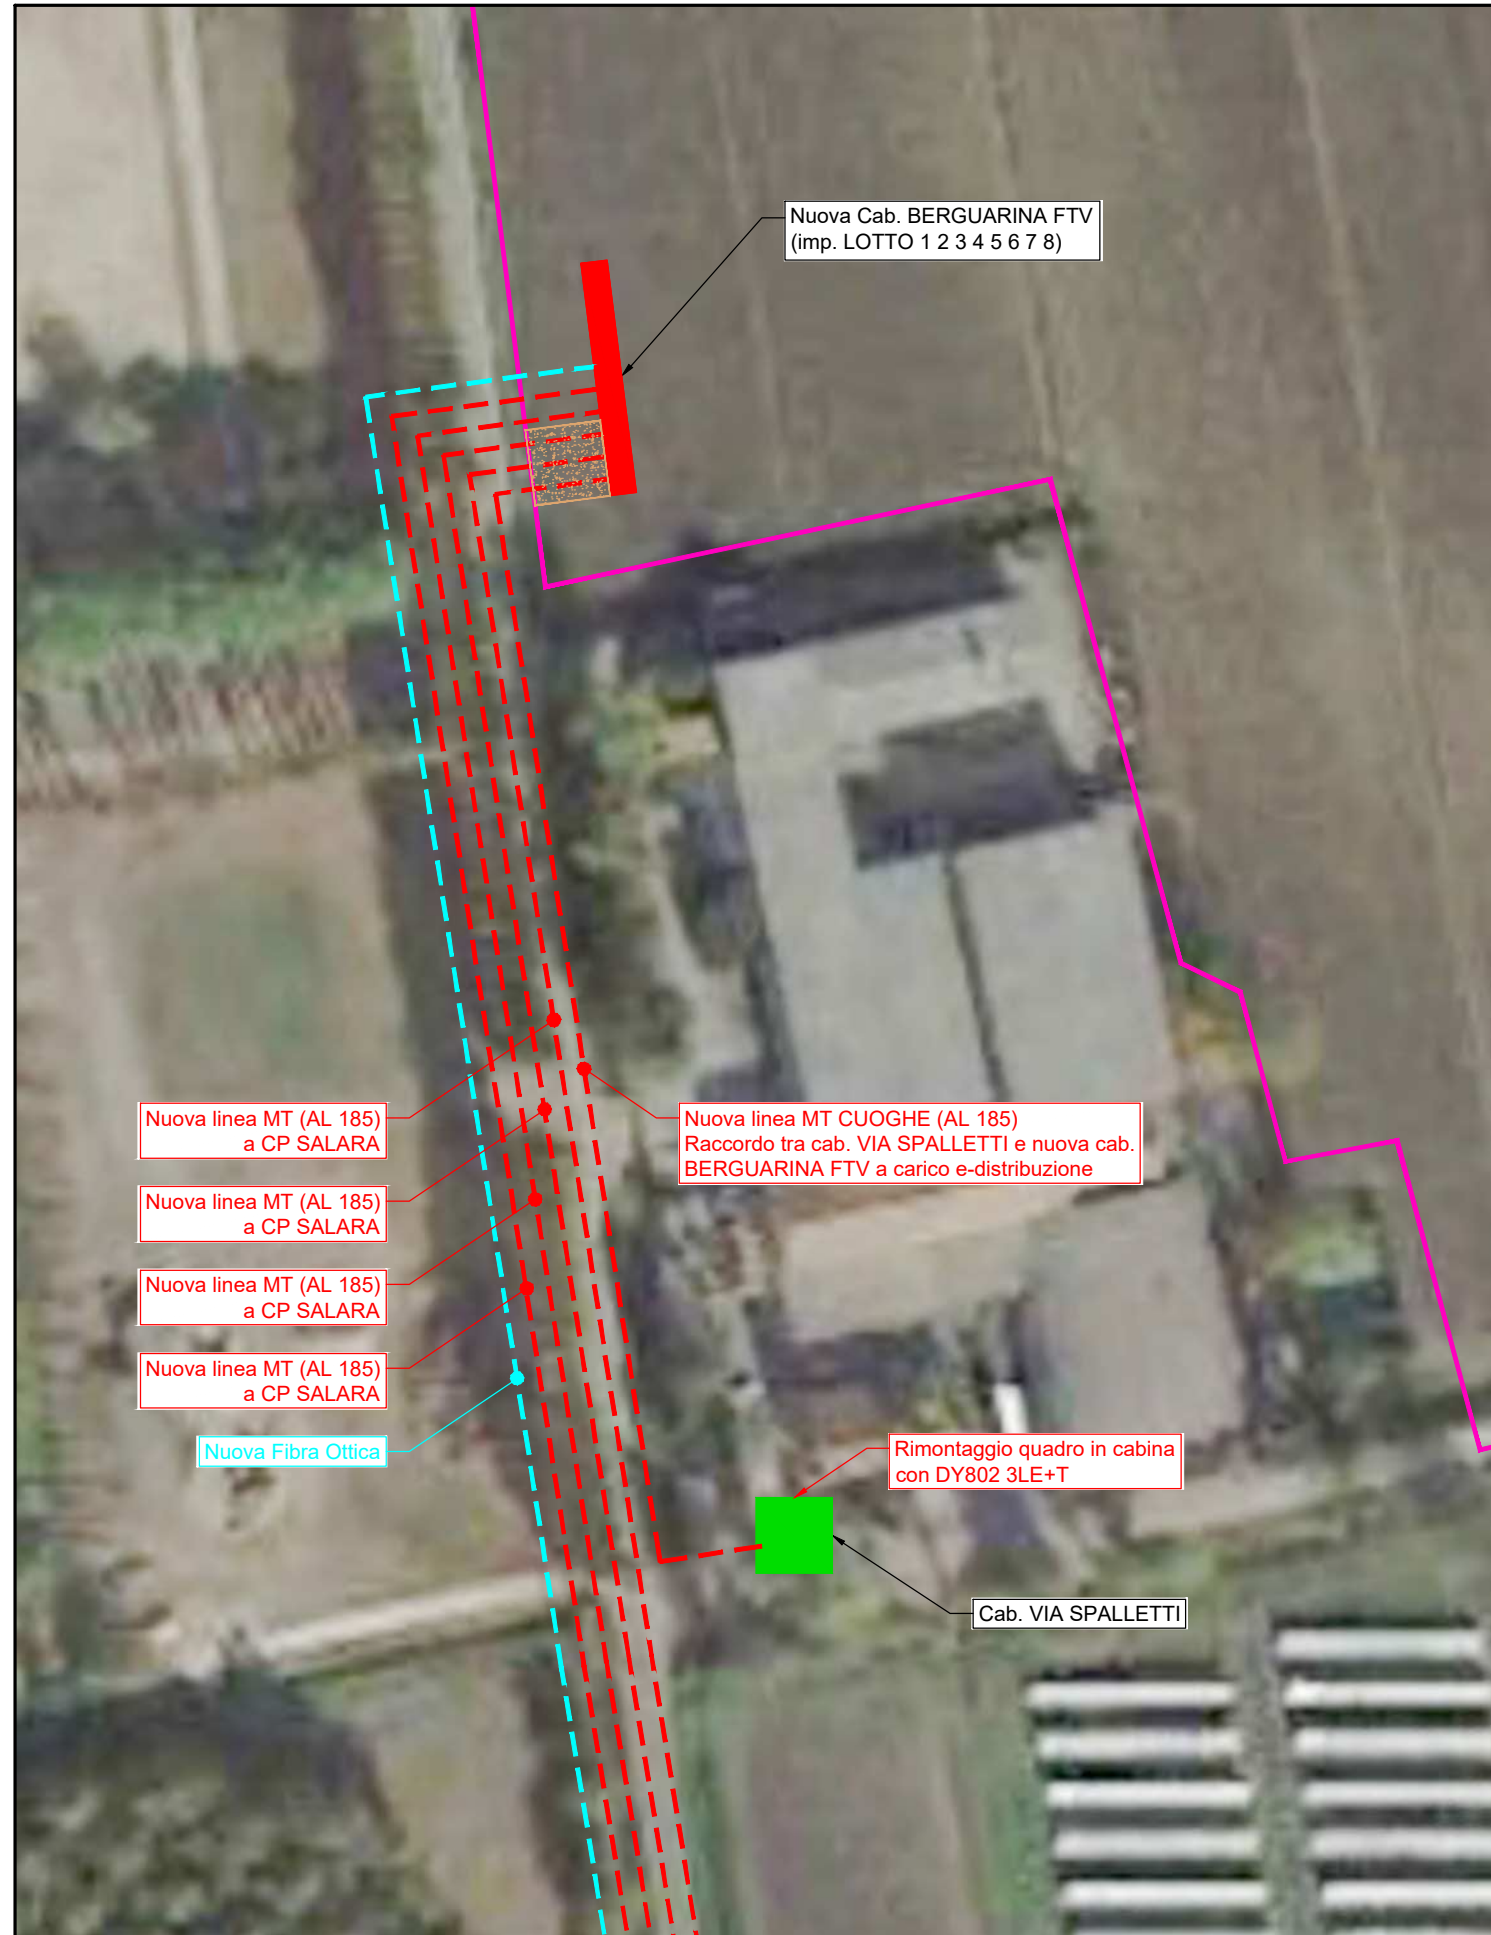 Nuova Cab. BERGUARINA FTV
(imp. LOTTO 1 2 3 4 5 6 7 8)
Nuova linea MT (AL 185)
a CP SALARA
Nuova linea MT CUOGHE (AL 185)
Raccordo tra cab. VIA SPALLETTI e nuova cab.
BERGUARINA FTV a carico e-distribuzione
Nuova linea MT (AL 185)
a CP SALARA
Nuova linea MT (AL 185)
a CP SALARA
Nuova linea MT (AL 185)
a CP SALARA
Nuova Fibra Ottica
Rimontaggio quadro in cabina
con DY802 3LE+T
Cab. VIA SPALLETTI